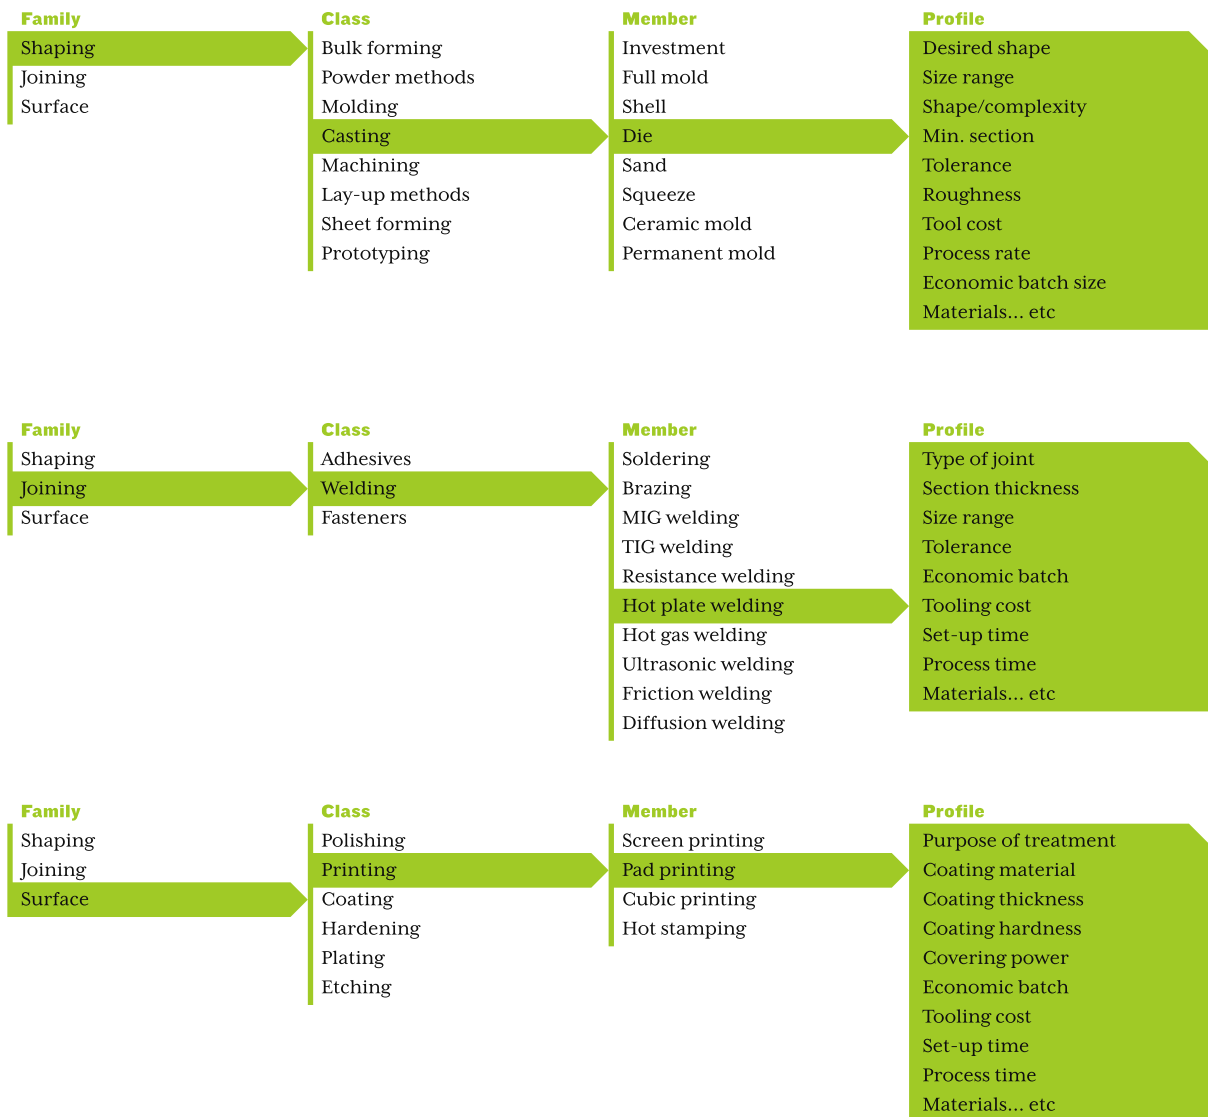 Family
Shaping
Joining
Surface
Class
Bulk forming
Powder methods
Molding
Casting
Machining
Lay-up methods
Sheet forming
Prototyping
Member
Investment
Full mold
Shell
Die
Sand
Squeeze
Ceramic mold
Permanent mold
Profile
Desired shape
Size range
Shape/complexity
Min. section
Tolerance
Roughness
Tool cost
Process rate
Economic batch size
Materials... etc
Family
Shaping
Joining
Surface
Class
Adhesives
Welding
Fasteners
Member
Soldering
Brazing
MIG welding
TIG welding
Resistance welding
Hot plate welding
Hot gas welding
Ultrasonic welding
Friction welding
Diffusion welding
Profile
Type of joint
Section thickness
Size range
Tolerance
Economic batch
Tooling cost
Set-up time
Process time
Materials... etc
Family
Shaping
Joining
Surface
Class
Polishing
Printing
Coating
Hardening
Plating
Etching
Member
Screen printing
Pad printing
Cubic printing
Hot stamping
Profile
Purpose of treatment
Coating material
Coating thickness
Coating hardness
Covering power
Economic batch
Tooling cost
Set-up time
Process time
Materials... etc